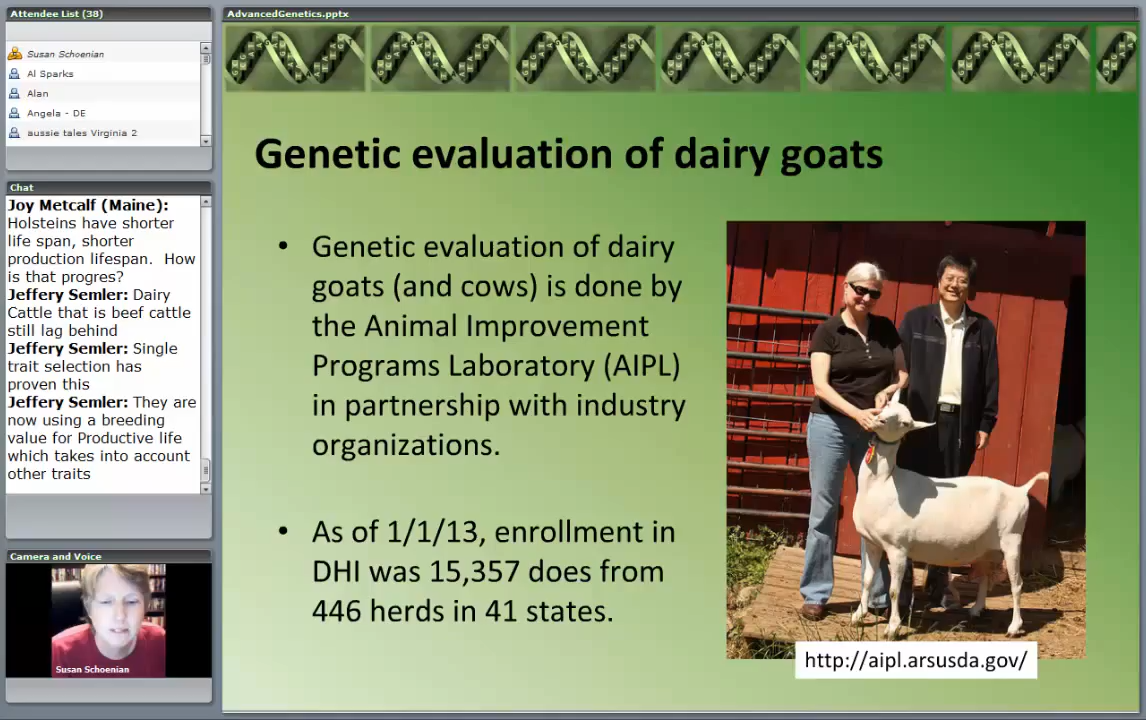 Attendee List (38)
Susan Schoenian
Al Sparks
Alan
Angela - DE
aussie tales Virginia 2
Chat
Joy Metcalf (Maine):
Holsteins have shorter
life span, shorter
production lifespan.  How
is that progres?
Jeffery Semler: Dairy
Cattle that is beef cattle
still lag behind
Jeffery Semler: Single
trait selection has
proven this
Jeffery Semler: They are
now using a breeding
value for Productive life
which takes into account
other traits
Camera and Voice
Susan Schoenian
AdvancedGenetics.pptx
Genetic evaluation of dairy goats
• Genetic evaluation of dairy
goats (and cows) is done by
the Animal Improvement
Programs Laboratory (AIPL)
in partnership with industry
organizations.
• As of 1/1/13, enrollment in
DHI was 15,357 does from
446 herds in 41 states.
http://aipl.arsusda.gov/